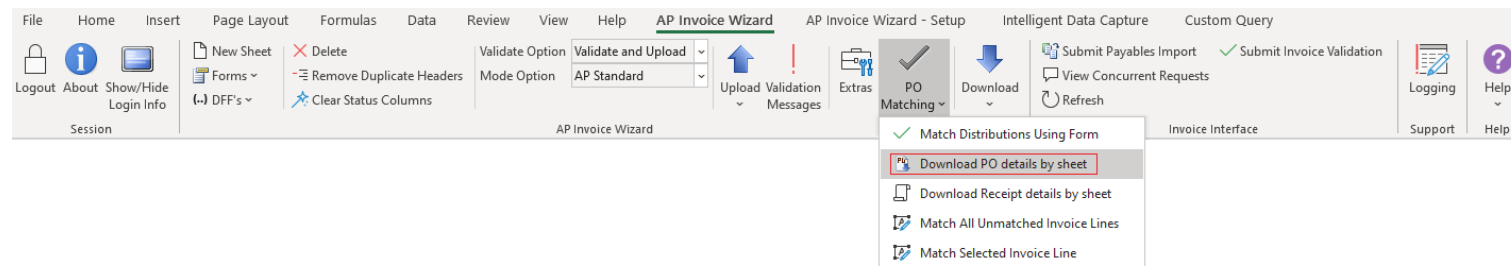 File Home Insert Page Layout Formulas Data Review View Help AP Invoice Wizard AP Invoice Wizard - Setup Intelligent Data Capture Custom Query
New Sheet Delete Validate Option Validate and Upload Submit Payables Import Submit Invoice Validation
Forms Remove Duplicate Headers Mode Option AP Standard View Concurrent Requests
Logout About Show/Hide Upload Validation Extras PO Download Logging Help
Login Info (..) DFF's Clear Status Columns Messages Matching Refresh
Session AP Invoice Wizard Invoice Interface Support Help
Match Distributions Using Form
Download PO details by sheet
Download Receipt details by sheet
Match All Unmatched Invoice Lines
Match Selected Invoice Line